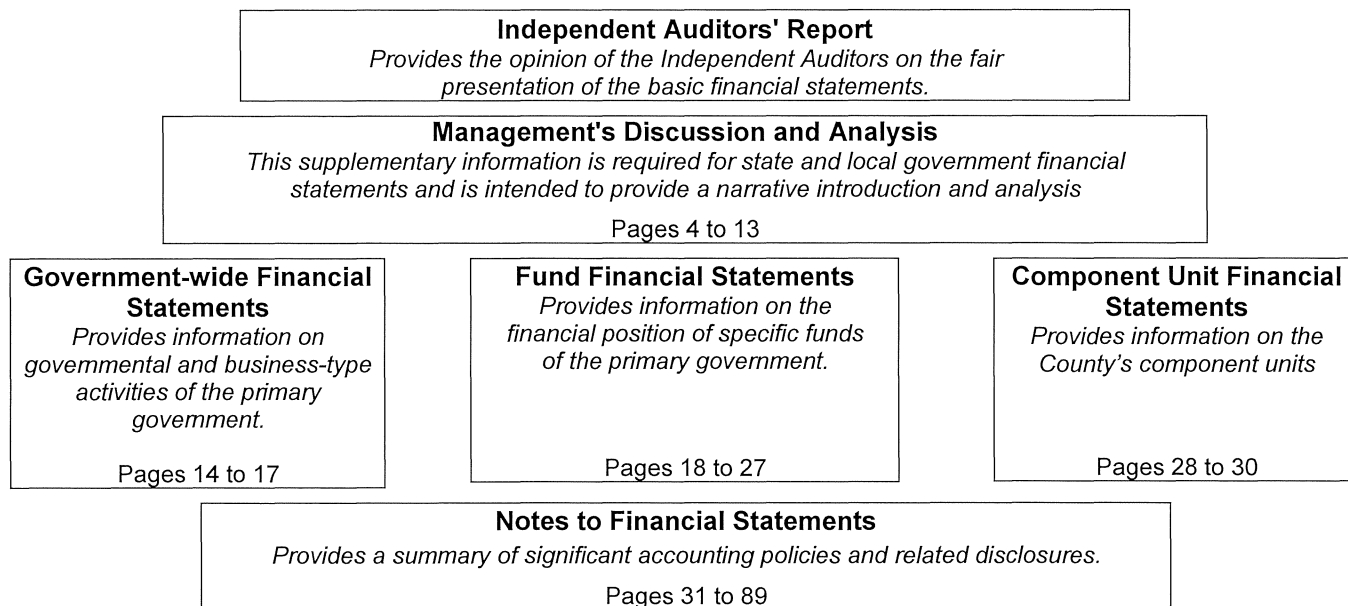 Independent Auditors' Report
Provides the opinion of the Independent Auditors on the fair
presentation of the basic financial statements.
Management's Discussion and Analysis
This supplementary information is required for state and local government financial
statements and is intended to provide a narrative introduction and analysis
Pages 4 to 13
Government-wide Financial
Statements
Provides information on
governmental and business-type
activities of the primary
government.
Pages 14 to 17
Fund Financial Statements
Provides information on the
financial position of specific funds
of the primary government.
Pages 18 to 27
Component Unit Financial
Statements
Provides information on the
County's component units
Pages 28 to 30
Notes to Financial Statements
Provides a summary of significant accounting policies and related disclosures.
Pages 31 to 89